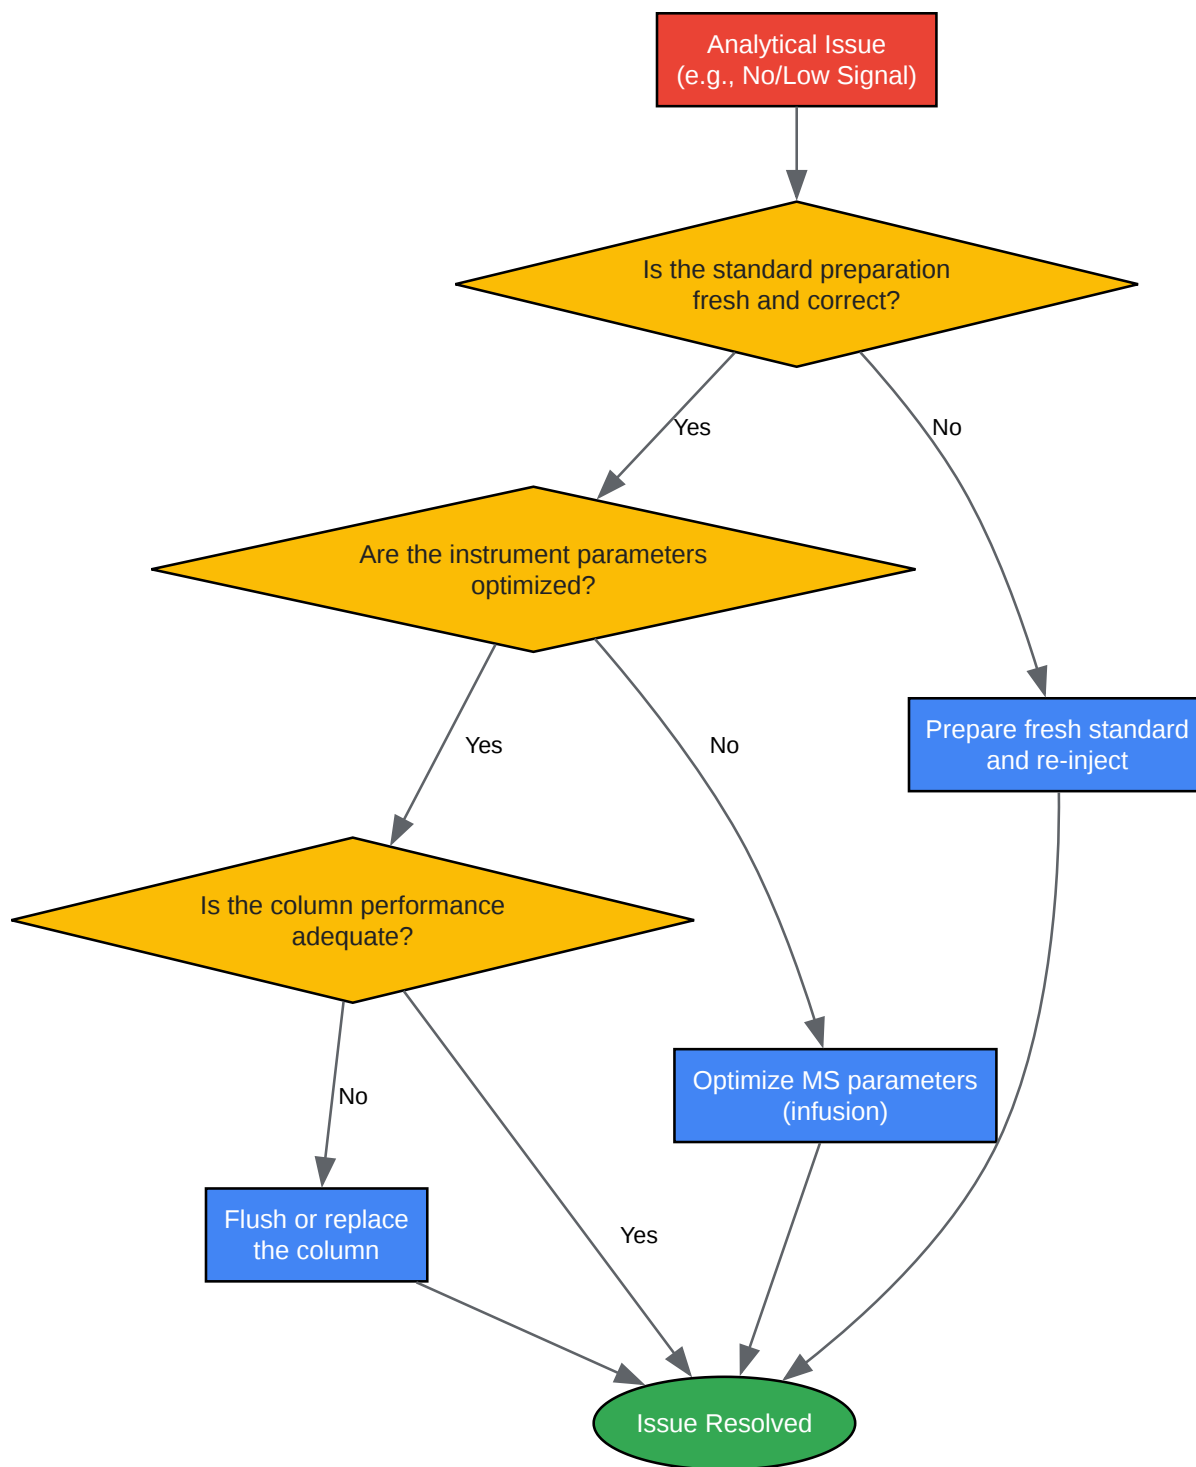 Analytical Issue
(e.g., No/Low Signal)
Is the standard preparation
fresh and correct?
Yes
No
Are the instrument parameters
optimized?
Yes
No
Prepare fresh standard
and re-inject
Is the column performance
adequate?
No
Yes
Optimize MS parameters
(infusion)
Flush or replace
the column
Issue Resolved